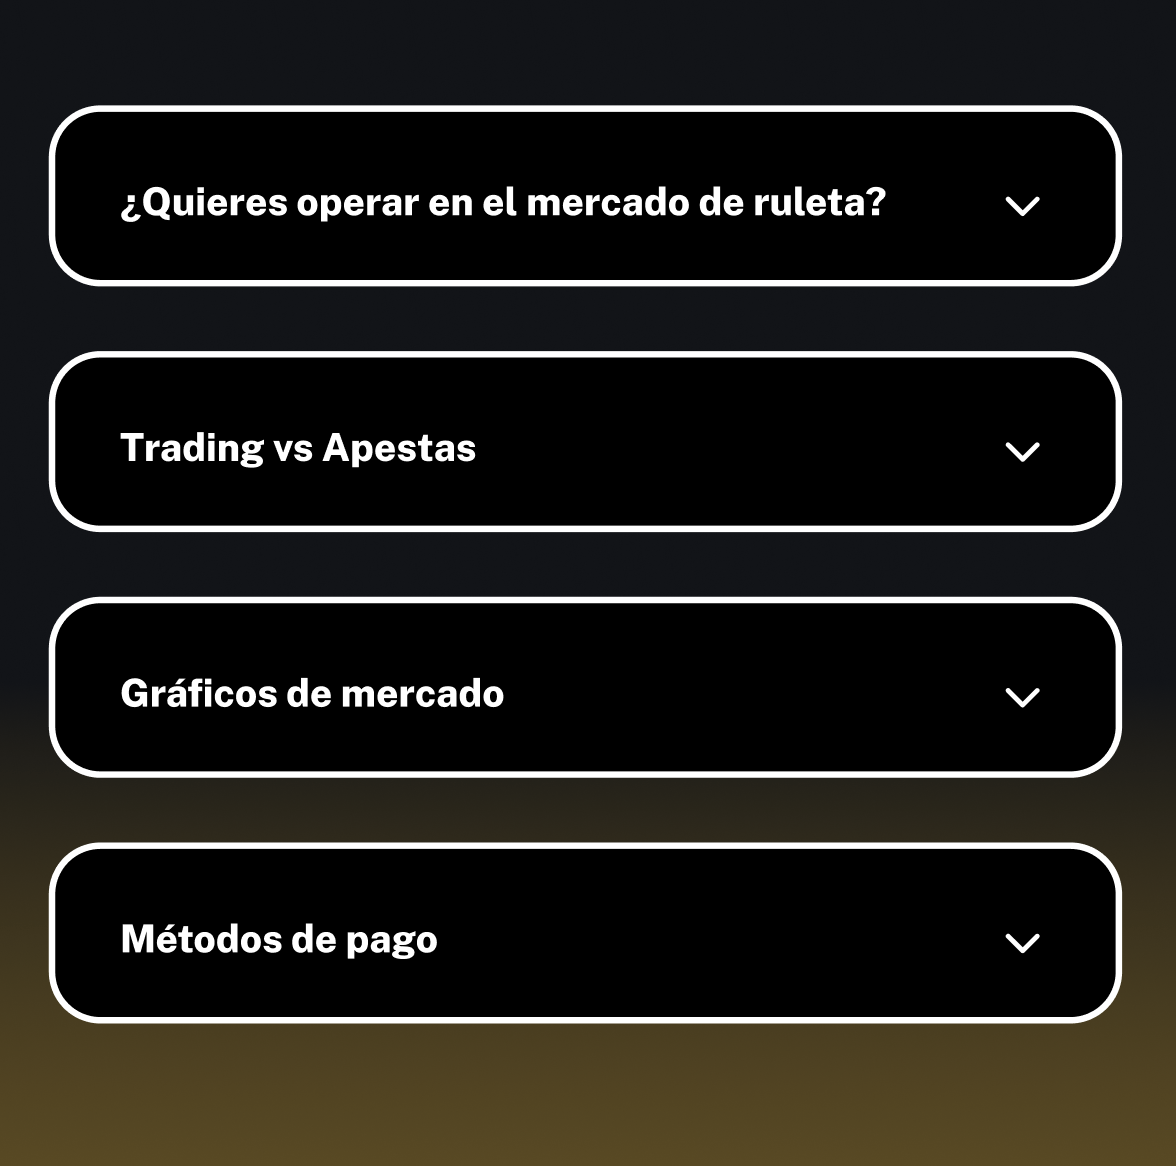 ¿Quieres operar en el mercado de ruleta?
Trading vs Apestas
Gráficos de mercado
Métodos de pago